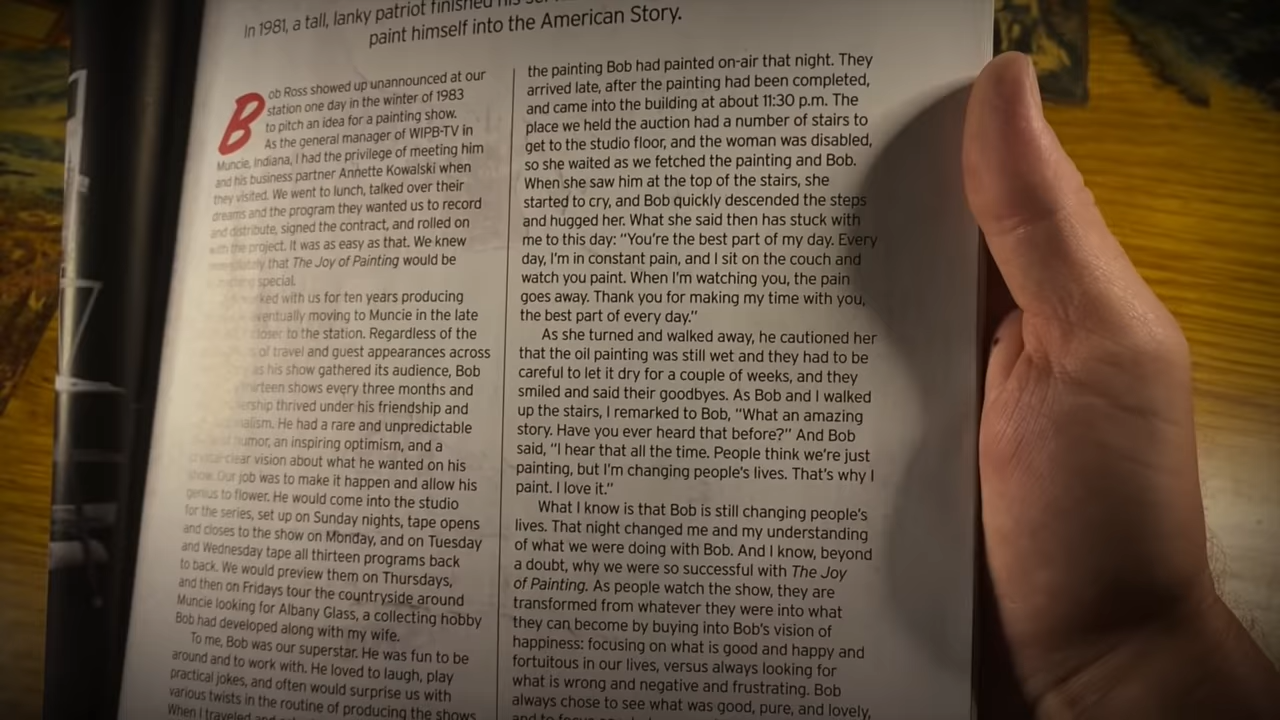 In 1981, a tall, lanky patriot finished his
paint himself into the American Story.
Bob Ross showed up unannounced at our
station one day in the winter of 1983
to pitch an idea for a painting show.
As the general manager of WIPB-TV in
Muncie, Indiana, I had the privilege of meeting him
and his business partner Annette Kowalski when
they visited. We went to lunch, talked over their
dreams and the program they wanted us to record
and distribute, signed the contract, and rolled on
with the project. It was as easy as that. We knew
that The Joy of Painting would be
special.
with us for ten years producing
eventually moving to Muncie in the late
closer to the station. Regardless of the
of travel and guest appearances across
as his show gathered its audience, Bob
thirteen shows every three months and
thrived under his friendship and
He had a rare and unpredictable
humor, an inspiring optimism, and a
crystal-clear vision about what he wanted on his
show. Our job was to make it happen and allow his
genius to flower. He would come into the studio
for the series, set up on Sunday nights, tape opens
and closes to the show on Monday, and on Tuesday
and Wednesday tape all thirteen programs back
to back. We would preview them on Thursdays,
and then on Fridays tour the countryside around
Muncie looking for Albany Glass, a collecting hobby
Bob had developed along with my wife.
To me, Bob was our superstar. He was fun to be
around and to work with. He loved to laugh, play
practical jokes, and often would surprise us with
various twists in the routine of producing the shows
When I traveled and
the painting Bob had painted on-air that night. They
arrived late, after the painting had been completed,
and came into the building at about 11:30 p.m. The
place we held the auction had a number of stairs to
get to the studio floor, and the woman was disabled,
so she waited as we fetched the painting and Bob.
When she saw him at the top of the stairs, she
started to cry, and Bob quickly descended the steps
and hugged her. What she said then has stuck with
me to this day: “You're the best part of my day. Every
day, I'm in constant pain, and I sit on the couch and
watch you paint. When I'm watching you, the pain
goes away. Thank you for making my time with you,
the best part of every day.”
As she turned and walked away, he cautioned her
that the oil painting was still wet and they had to be
careful to let it dry for a couple of weeks, and they
smiled and said their goodbyes. As Bob and I walked
up the stairs, I remarked to Bob, “What an amazing
story. Have you ever heard that before?” And Bob
said, “I hear that all the time. People think we're just
painting, but I'm changing people's lives. That's why I
paint. I love it.”
What I know is that Bob is still changing people's
lives. That night changed me and my understanding
of what we were doing with Bob. And I know, beyond
a doubt, why we were so successful with The Joy
of Painting. As people watch the show, they are
transformed from whatever they were into what
they can become by buying into Bob's vision of
happiness: focusing on what is good and happy and
fortuitous in our lives, versus always looking for
what is wrong and negative and frustrating. Bob
always chose to see what was good, pure, and lovely,